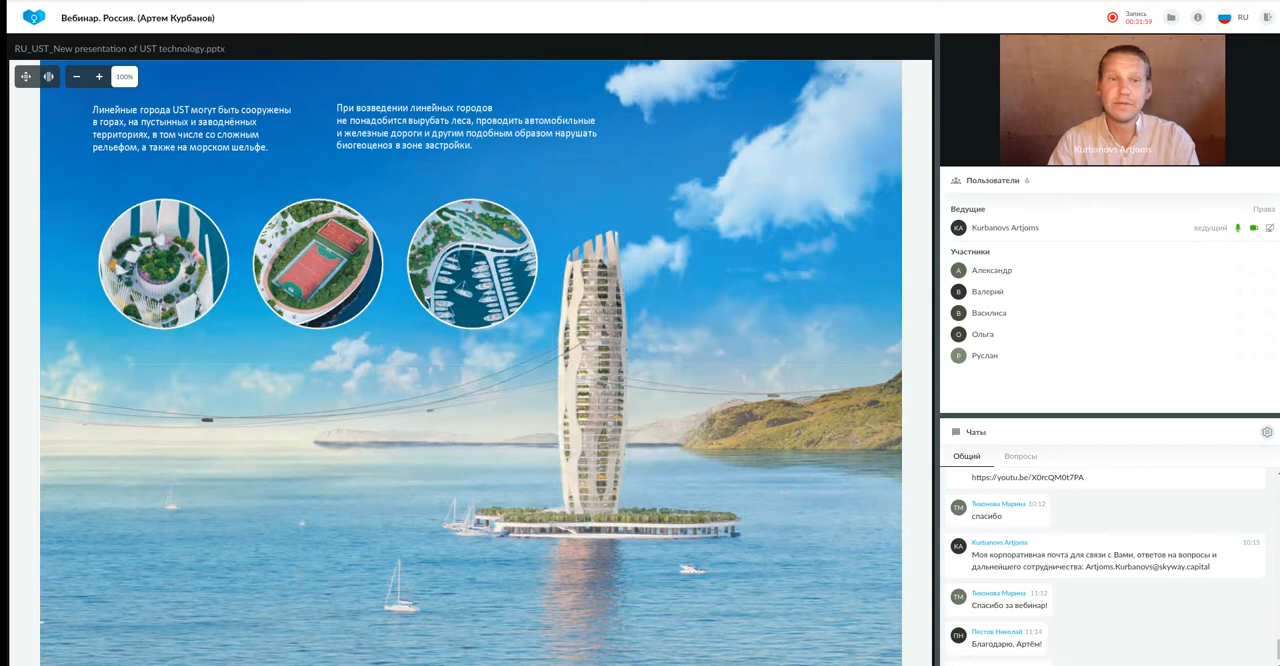 Вебинар. Россия. (Артем Курбанов)
Запись
00:31:59
RU
RU_UST_New presentation of UST technology.pptx
100%
Линейные города UST могут быть сооружены
в горах, на пустынных и заводнённых
территориях, в том числе со сложным
рельефом, а также на морском шельфе.
При возведении линейных городов
не понадобится вырубать леса, проводить автомобильные
и железные дороги и другим подобным образом нарушать
биогеоценоз в зоне застройки.
Kurbanovs Artjoms
Пользователи 6
Ведущие Права
KA Kurbanovs Artjoms ведущий
Участники
А Александр
В Валерий
В Василиса
О Ольга
Р Руслан
Чаты
Общий Вопросы
https://youtu.be/X0rcQM0t7PA
ТМ Тихонова Марина 10:12
спасибо
KA Kurbanovs Artjoms 10:15
Моя корпоративная почта для связи с Вами, ответов на вопросы и
дальнейшего сотрудничества: Artjoms.Kurbanovs@skyway.capital
ТМ Тихонова Марина 11:12
Спасибо за вебинар!
ПН Пестов Николай 11:14
Благодарю, Артём!